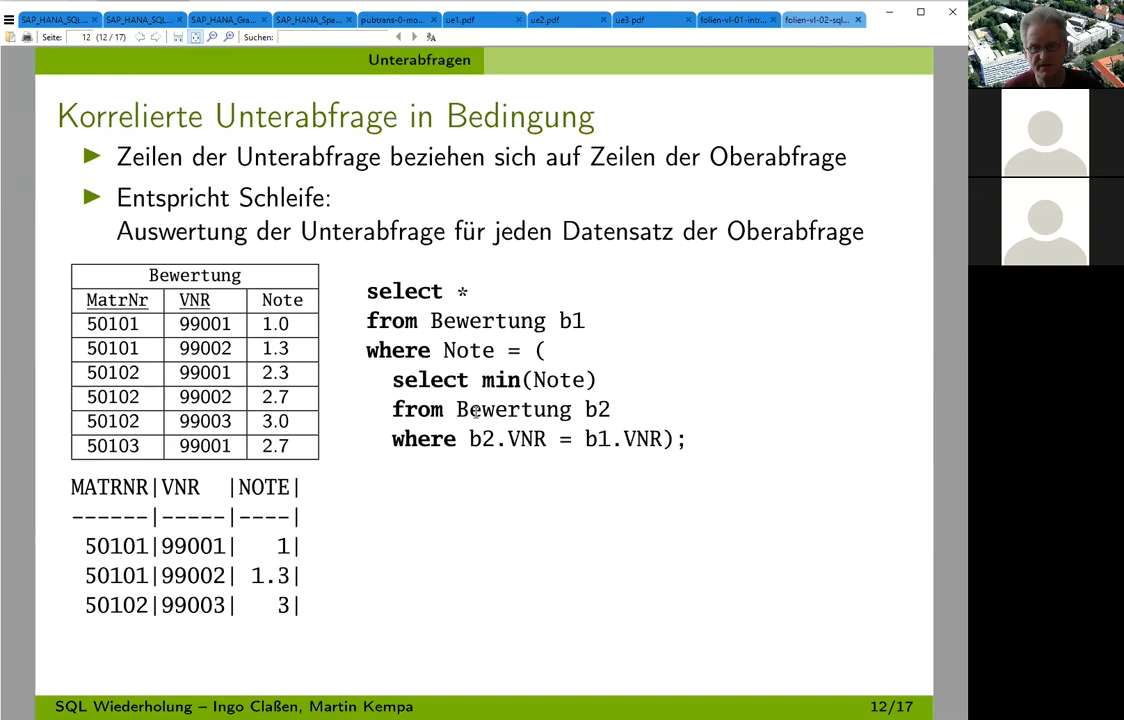 SAP_HANA_SQL...
SAP_HANA_SQL...
SAP_HANA_Gra...
SAP_HANA_Spa...
pubtrans-0-mo...
ue1.pdf
ue2.pdf
ue3.pdf
folien-vl-01-intr...
folien-vl-02-sql...
Seite: 12 (12 / 17) Suchen:
Unterabfragen
Korrelierte Unterabfrage in Bedingung
Zeilen der Unterabfrage beziehen sich auf Zeilen der Oberabfrage
Entspricht Schleife:
Auswertung der Unterabfrage für jeden Datensatz der Oberabfrage
Bewertung
MatrNr VNR Note
50101 99001 1.0
50101 99002 1.3
50102 99001 2.3
50102 99002 2.7
50102 99003 3.0
50103 99001 2.7
select *
from Bewertung b1
where Note = (
select min(Note)
from Bewertung b2
where b2.VNR = b1.VNR);
MATRNR|VNR |NOTE|
------|-----|----|
50101|99001| 1|
50101|99002| 1.3|
50102|99003| 3|
SQL Wiederholung – Ingo Claßen, Martin Kempa
12/17